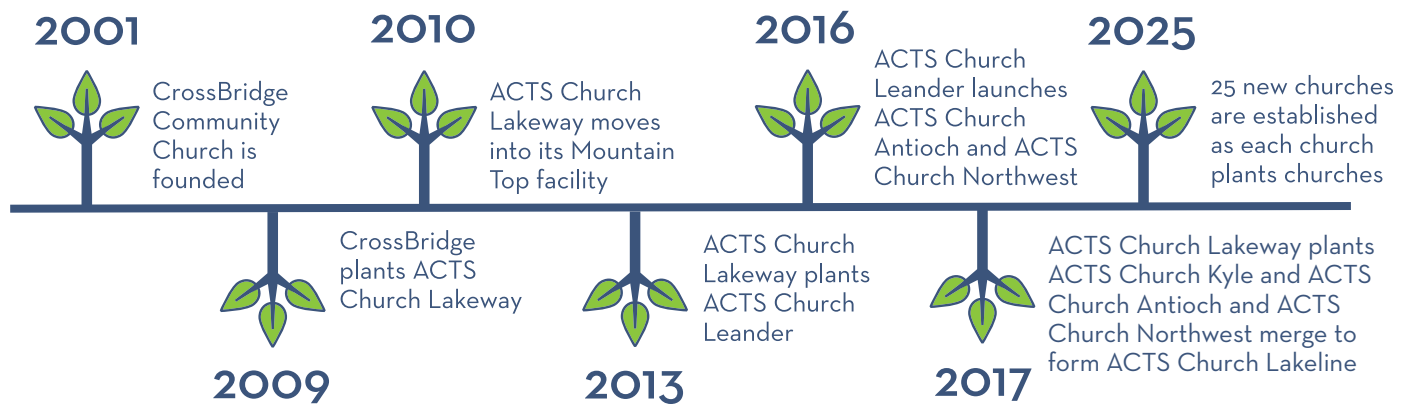 2001
CrossBridge
Community
Church is
founded
2009
CrossBridge
plants ACTS
Church Lakeway
2010
ACTS Church
Lakeway moves
into its Mountain
Top facility
2013
ACTS Church
Lakeway plants
ACTS Church
Leander
2016
ACTS Church
Leander launches
ACTS Church
Antioch and ACTS
Church Northwest
2017
ACTS Church Lakeway plants
ACTS Church Kyle and ACTS
Church Antioch and ACTS
Church Northwest merge to
form ACTS Church Lakeline
2025
25 new churches
are established
as each church
plants churches